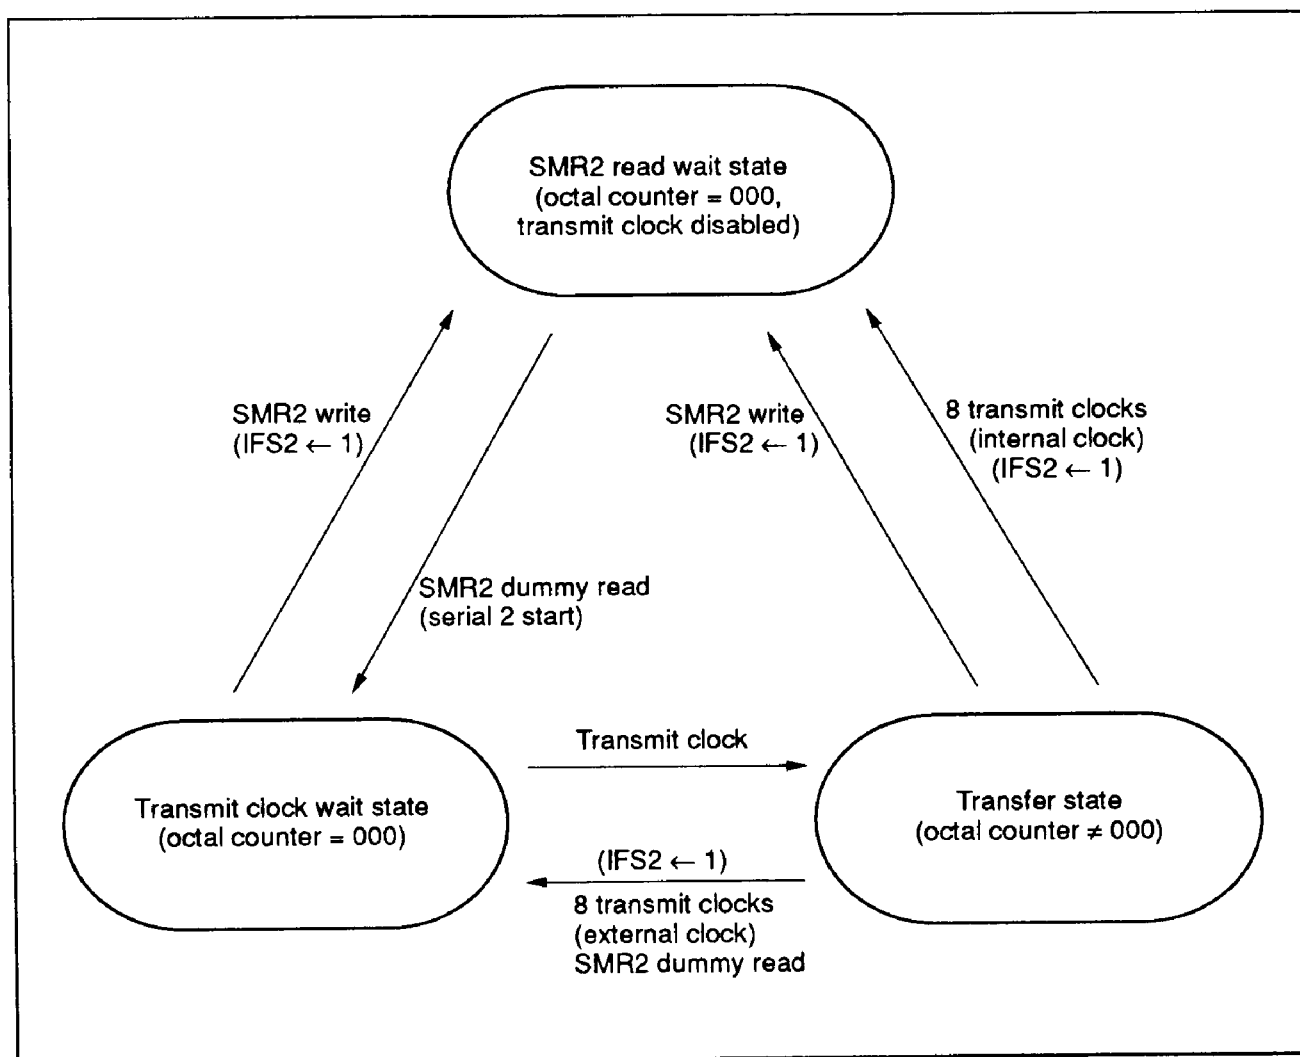 SMR2 read wait state
(octal counter = 000,
transmit clock disabled)
SMR2 write
(IFS2 ← 1)
SMR2 write
(IFS2 ← 1)
8 transmit clocks
(internal clock)
(IFS2 ← 1)
SMR2 dummy read
(serial 2 start)
Transmit clock
Transmit clock wait state
(octal counter = 000)
Transfer state
(octal counter ≠ 000)
(IFS2 ← 1)
8 transmit clocks
(external clock)
SMR2 dummy read